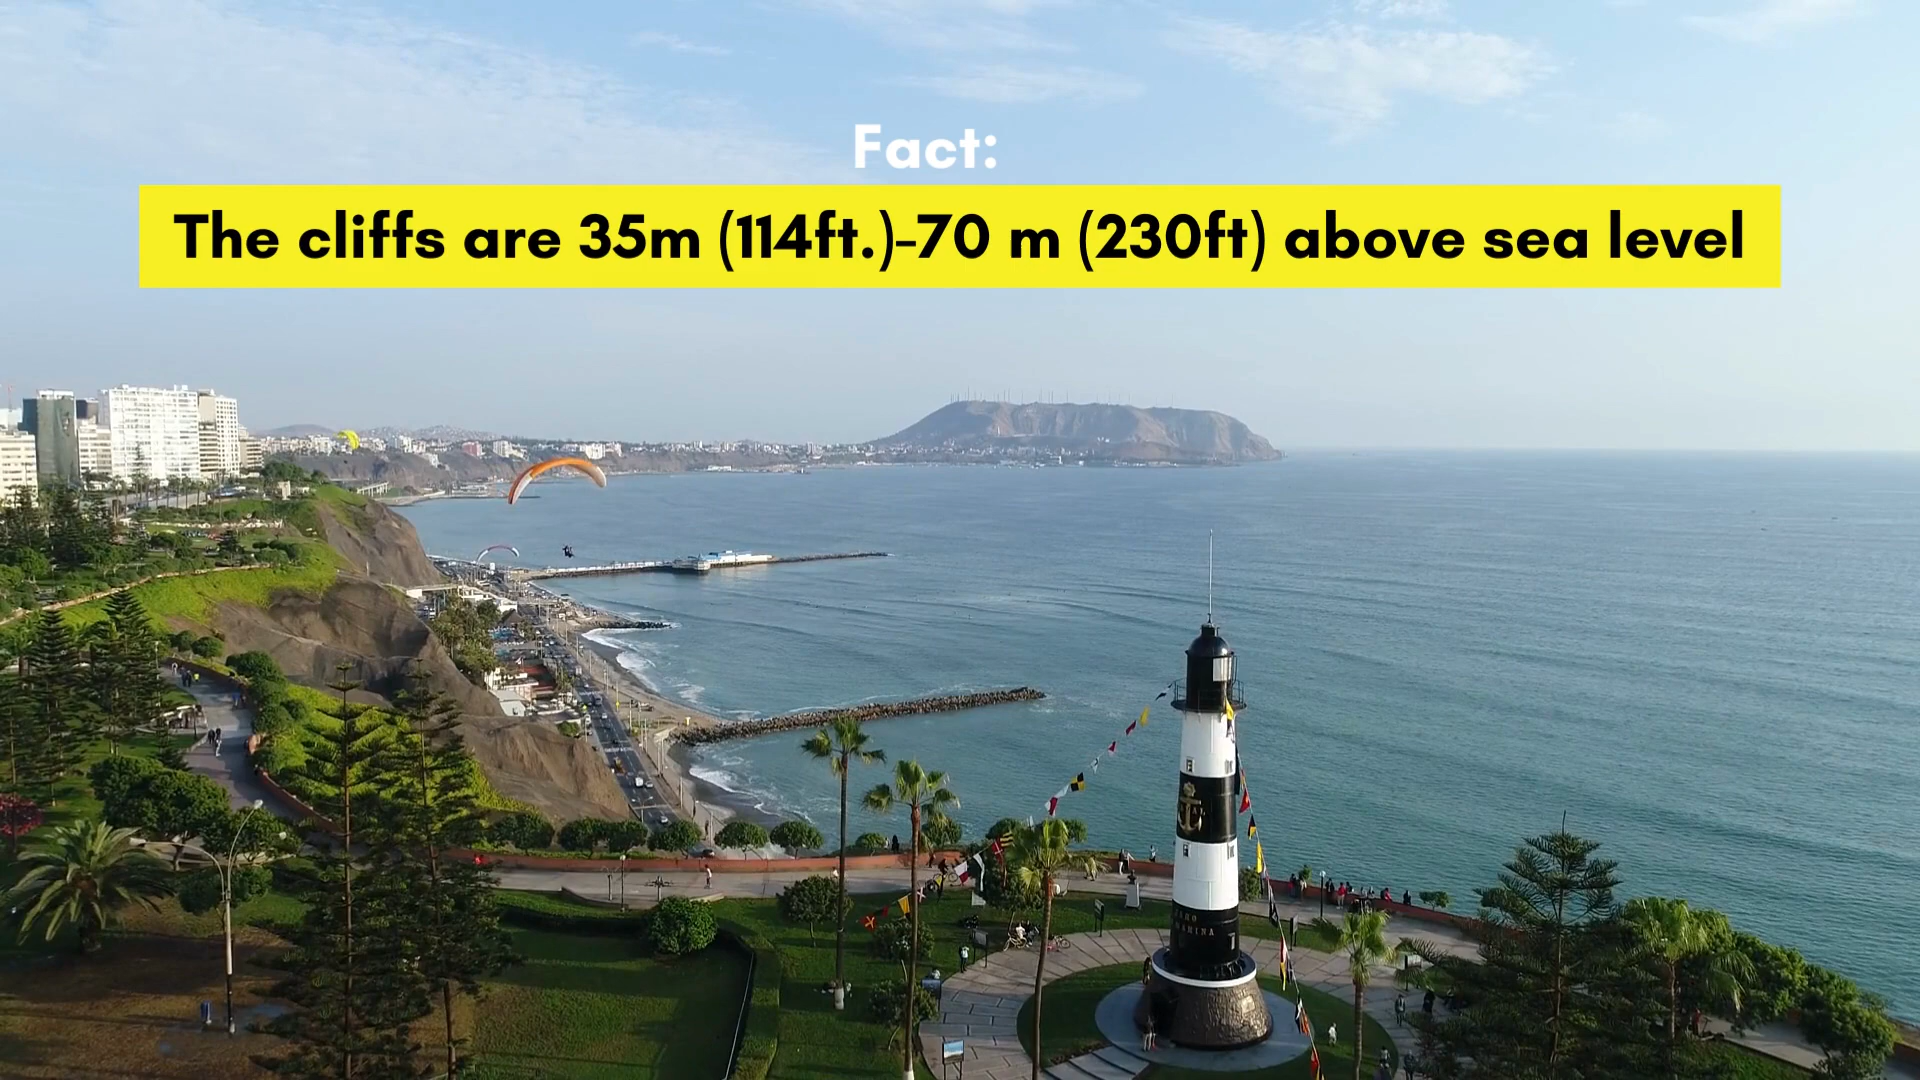 Fact:
The cliffs are 35m (114ft.)-70 m (230ft) above sea level